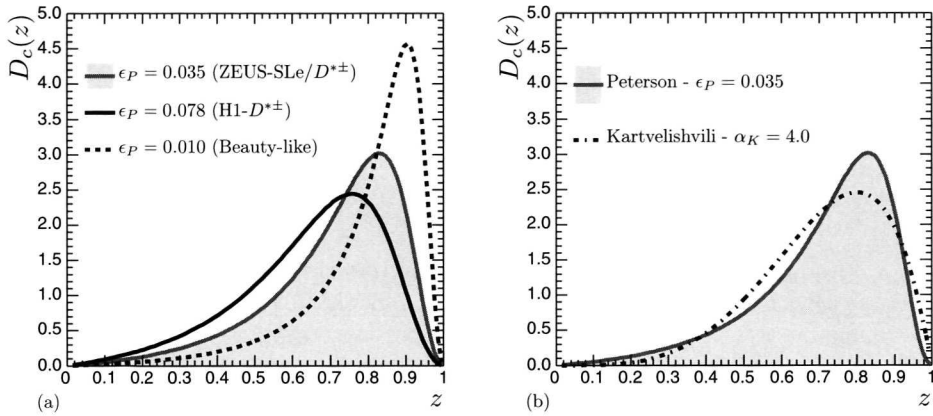 D_c(z)
5.0
4.5
4.0
3.5
3.0
2.5
2.0
1.5
1.0
0.5
0.0
ϵ_P = 0.035 (ZEUS-SLe/D*±)
ϵ_P = 0.078 (H1-D*±)
ϵ_P = 0.010 (Beauty-like)
0 0.1 0.2 0.3 0.4 0.5 0.6 0.7 0.8 0.9 1
(a)
z
D_c(z)
5.0
4.5
4.0
3.5
3.0
2.5
2.0
1.5
1.0
0.5
0.0
Peterson - ϵ_P = 0.035
Kartvelishvili - α_K = 4.0
0 0.1 0.2 0.3 0.4 0.5 0.6 0.7 0.8 0.9 1
(b)
z